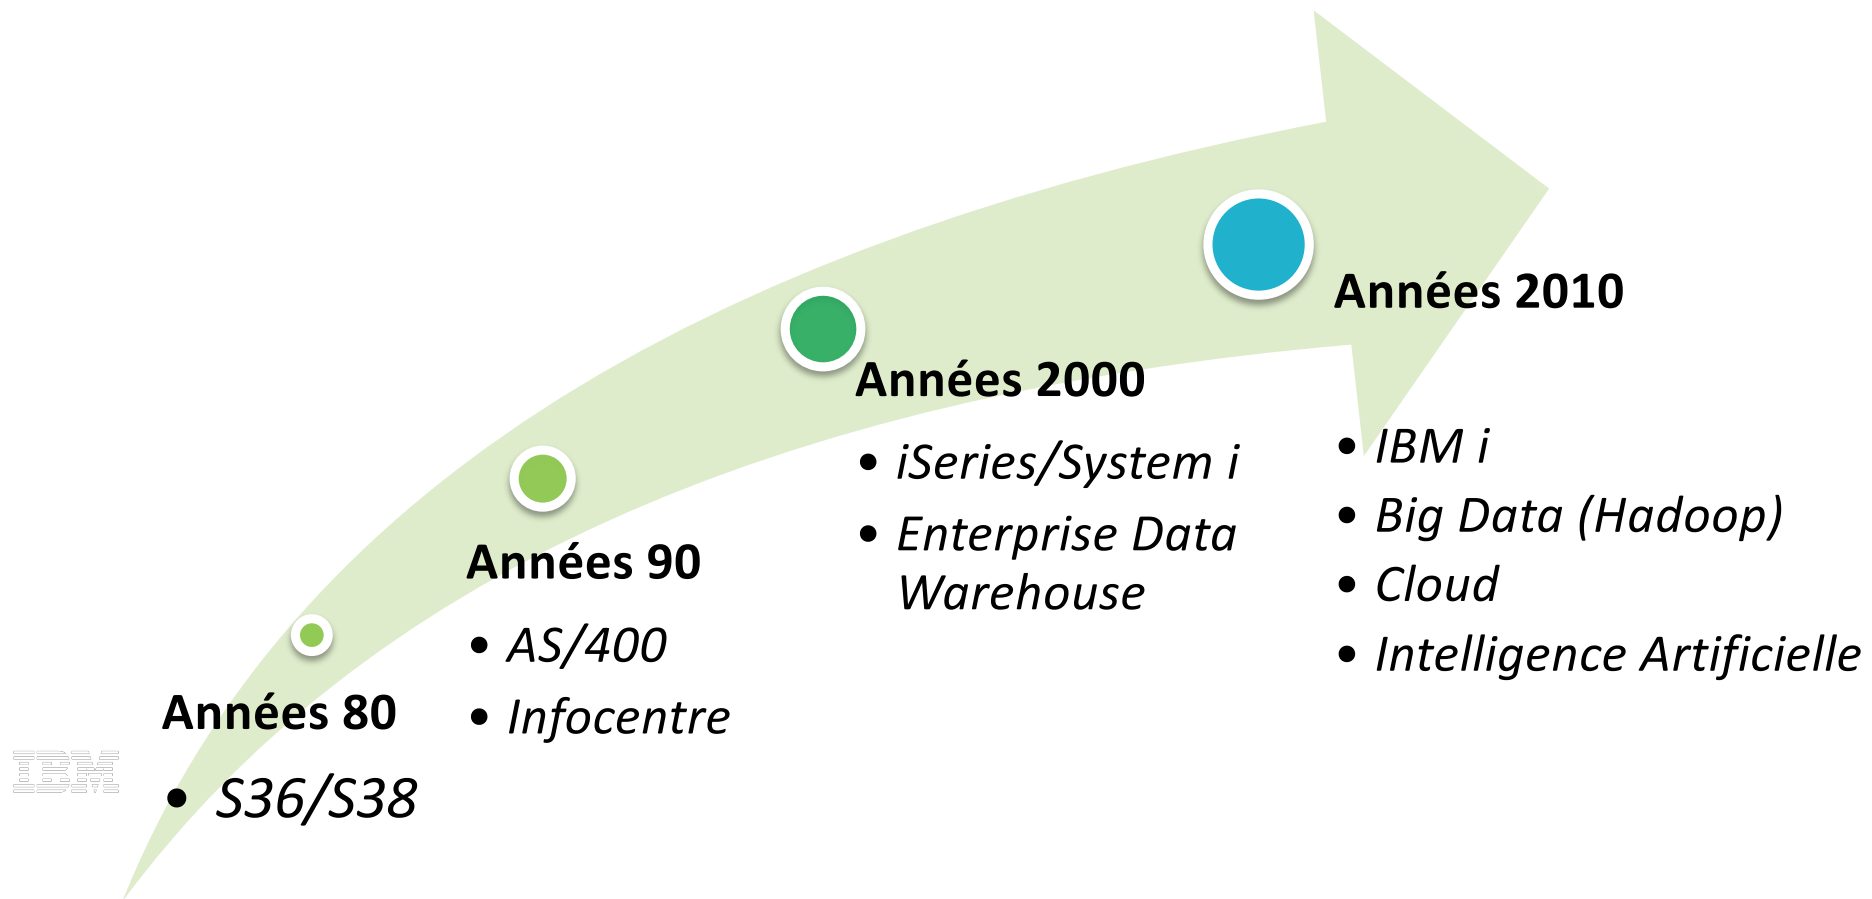 Années 80
• S36/S38
Années 90
• AS/400
• Infocentre
Années 2000
• iSeries/System i
• Enterprise Data
Warehouse
Années 2010
• IBM i
• Big Data (Hadoop)
• Cloud
• Intelligence Artificielle
IBM